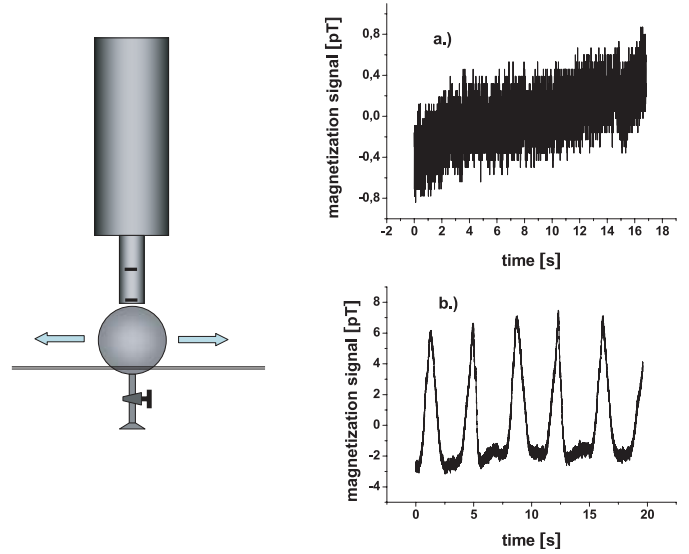 a.)
magnetization signal [pT]
0,8
0,4
0,0
-0,4
-0,8
-2 0 2 4 6 8 10 12 14 16 18
time [s]
b.)
magnetization signal [pT]
8
6
4
2
0
-2
-4
0 5 10 15 20
time [s]